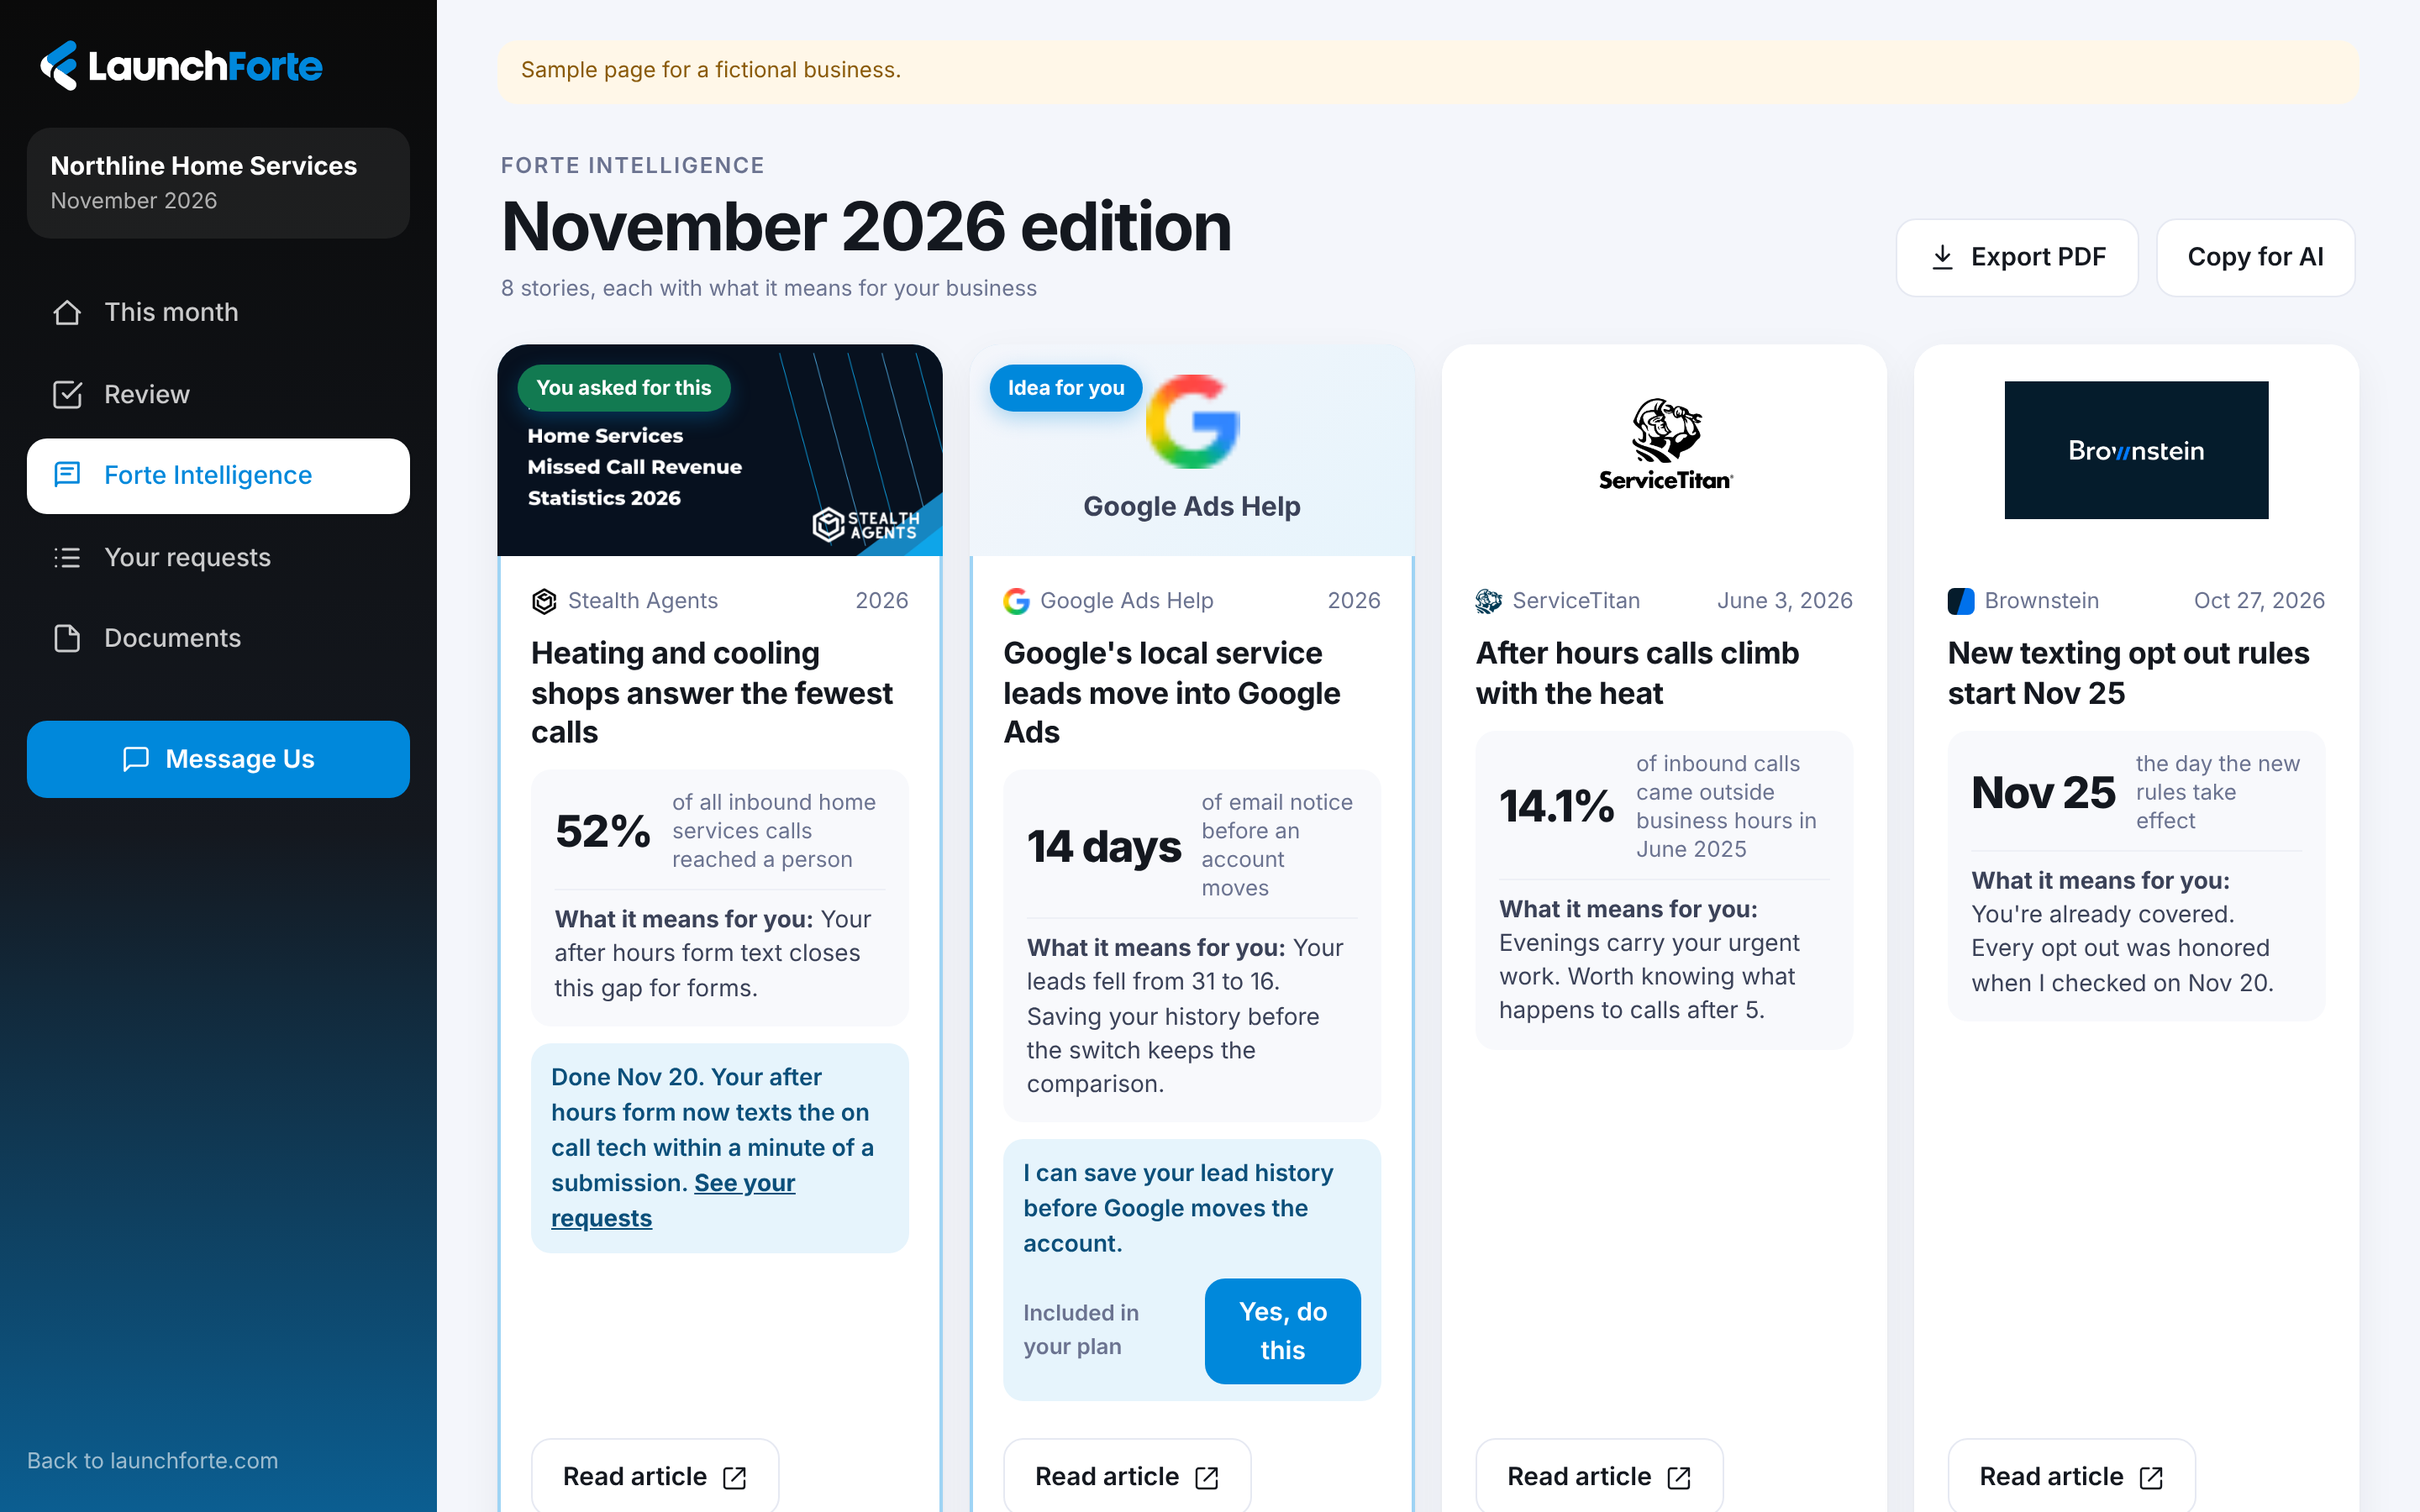 LaunchForte
Northline Home Services
November 2026
This month
Review
Forte Intelligence
Your requests
Documents
Message Us
Back to launchforte.com
Sample page for a fictional business.
FORTE INTELLIGENCE
November 2026 edition
8 stories, each with what it means for your business
Export PDF
Copy for AI
You asked for this
Home Services
Missed Call Revenue
Statistics 2026
STEALTH
AGENTS
Stealth Agents
2026
Heating and cooling
shops answer the fewest
calls
52%
of all inbound home
services calls
reached a person
What it means for you: Your
after hours form text closes
this gap for forms.
Done Nov 20. Your after
hours form now texts the on
call tech within a minute of a
submission. See your
requests
Read article
Idea for you
Google Ads Help
Google Ads Help
2026
Google's local service
leads move into Google
Ads
14 days
of email notice
before an
account
moves
What it means for you: Your
leads fell from 31 to 16.
Saving your history before
the switch keeps the
comparison.
I can save your lead history
before Google moves the
account.
Included in
your plan
Yes, do
this
Read article
ServiceTitan
ServiceTitan
June 3, 2026
After hours calls climb
with the heat
14.1%
of inbound calls
came outside
business hours in
June 2025
What it means for you:
Evenings carry your urgent
work. Worth knowing what
happens to calls after 5.
Read article
Brownstein
Brownstein
Oct 27, 2026
New texting opt out rules
start Nov 25
Nov 25
the day the new
rules take
effect
What it means for you:
You're already covered.
Every opt out was honored
when I checked on Nov 20.
Read article